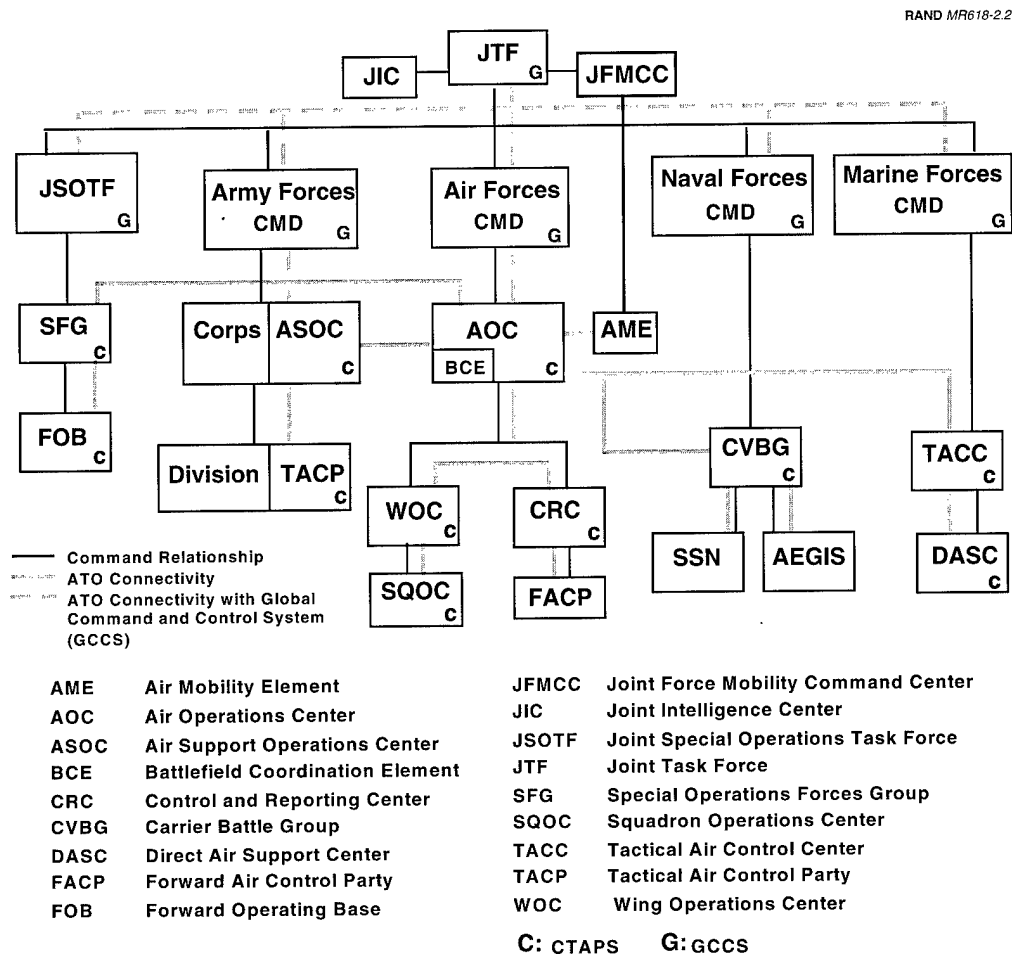 RAND MR618-2.2
JTF
G
JIC
JFMCC
JSOTF
G
Army Forces
CMD
G
Air Forces
CMD
G
Naval Forces
CMD
G
Marine Forces
CMD
G
SFG
C
Corps
ASOC
C
AOC
BCE
C
AME
FOB
C
Division
TACP
C
WOC
C
CRC
C
CVBG
C
TACC
C
SQOC
C
FACP
SSN
AEGIS
DASC
C
Command Relationship
ATO Connectivity
ATO Connectivity with Global
Command and Control System
(GCCS)
AME Air Mobility Element
AOC Air Operations Center
ASOC Air Support Operations Center
BCE Battlefield Coordination Element
CRC Control and Reporting Center
CVBG Carrier Battle Group
DASC Direct Air Support Center
FACP Forward Air Control Party
FOB Forward Operating Base
JFMCC Joint Force Mobility Command Center
JIC Joint Intelligence Center
JSOTF Joint Special Operations Task Force
JTF Joint Task Force
SFG Special Operations Forces Group
SQOC Squadron Operations Center
TACC Tactical Air Control Center
TACP Tactical Air Control Party
WOC Wing Operations Center
C: CTAPS G: GCCS